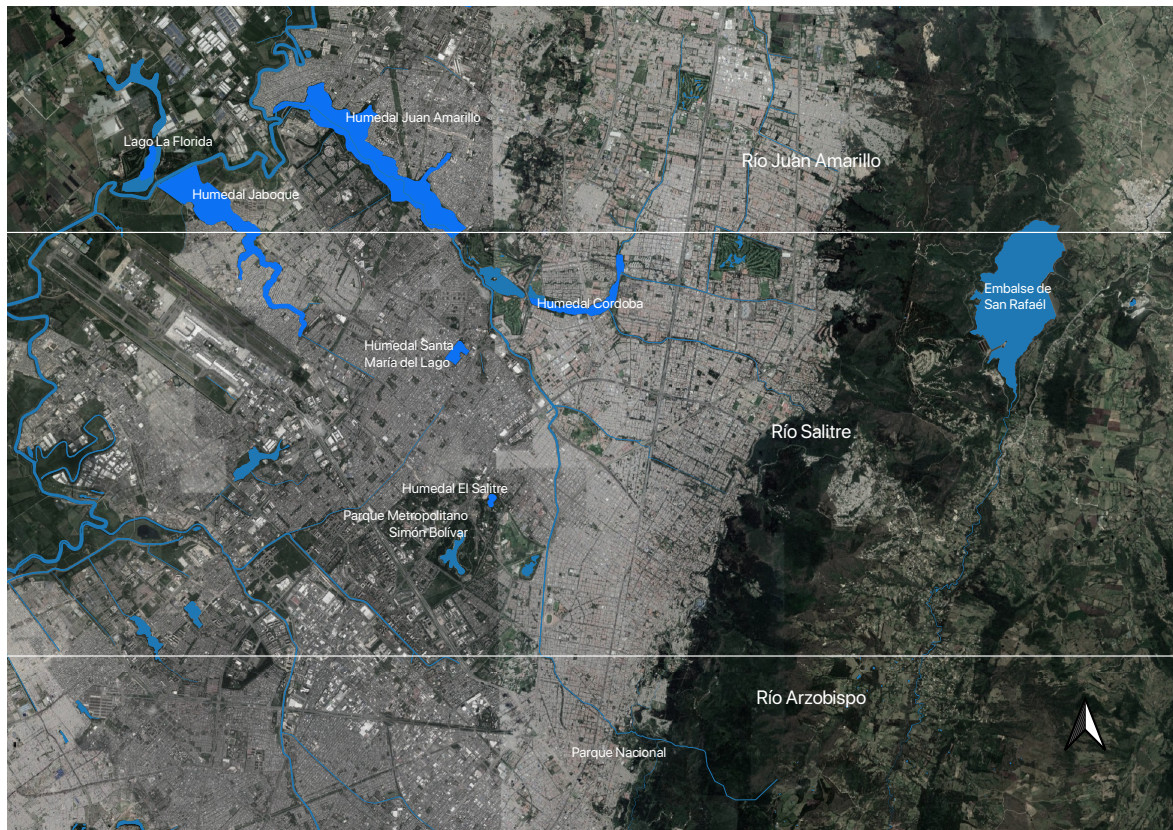 Humedal Juan Amarillo
Lago La Florida
Río Juan Amarillo
Humedal Jaboque
Embalse de
San Rafaél
Humedal Cordoba
Humedal Santa
María del Lago
Río Salitre
Humedal El Salitre
Parque Metropolitano
Simón Bolívar
Río Arzobispo
Parque Nacional